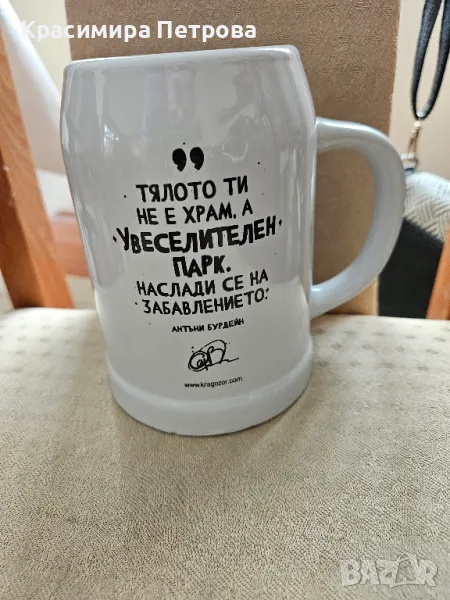 Красимира Петрова
”
ТЯЛОТО ТИ
НЕ Е ХРАМ, А
УВЕСЕЛИТЕЛЕН
ПАРК.
НАСЛАДИ СЕ НА
ЗАБАВЛЕНИЕТО.
АНТЪНИ БУРДЕЙН
www.kragozor.com
BAZAR